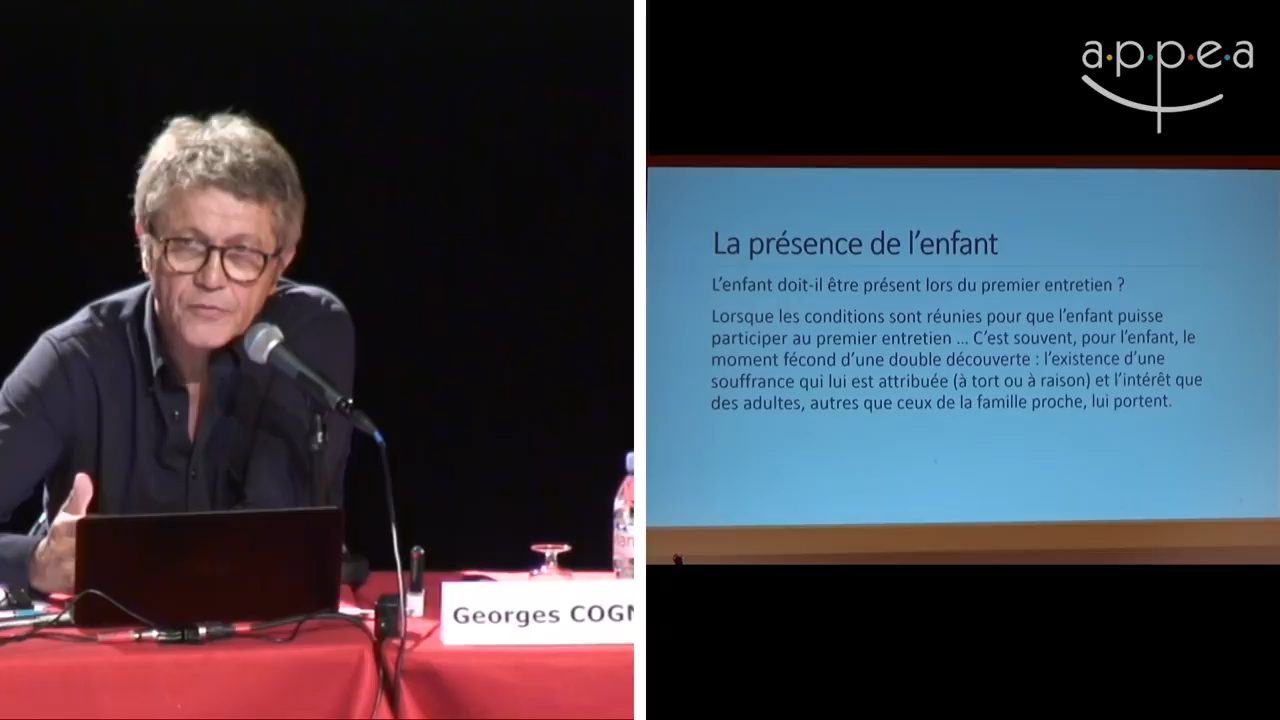 Georges COGN
a.p.p.e.a
La présence de l'enfant
L'enfant doit-il être présent lors du premier entretien ?
Lorsque les conditions sont réunies pour que l'enfant puisse
participer au premier entretien ... C'est souvent, pour l'enfant, le
moment fécond d'une double découverte : l'existence d'une
souffrance qui lui est attribuée (à tort ou à raison) et l'intérêt que
des adultes, autres que ceux de la famille proche, lui portent.